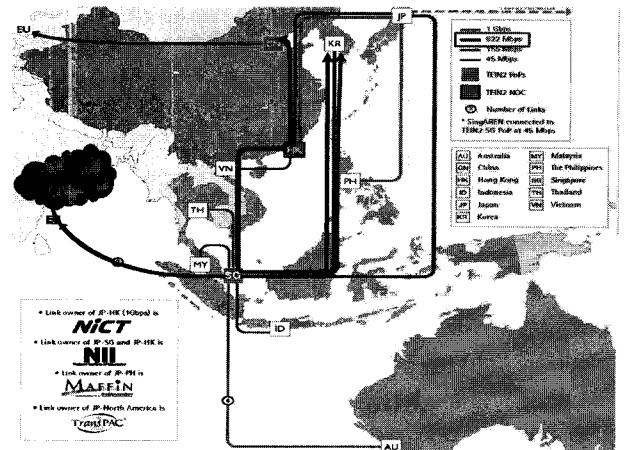 EU
JP
KR
HK
VN
PH
TH
MY
SG
ID
AU
1 Gbps
622 Mbps
155 Mbps
45 Mbps
TEIN2 PoPs
TEIN2 NOC
Number of Links
* SingAREN connected to
TEIN2 SG PoP at 45 Mbps
AU Australia
CN China
HK Hong Kong
ID Indonesia
JP Japan
KR Korea
MY Malaysia
PH The Philippines
SG Singapore
TH Thailand
VN Vietnam
• Link owner of JP-HK (1Gbps) is
NiCT
• Link owner of JP-SG and JP-HK is
NII
• Link owner of JP-PH is
MAFFIN
• Link owner of JP-North America is
TransPAC